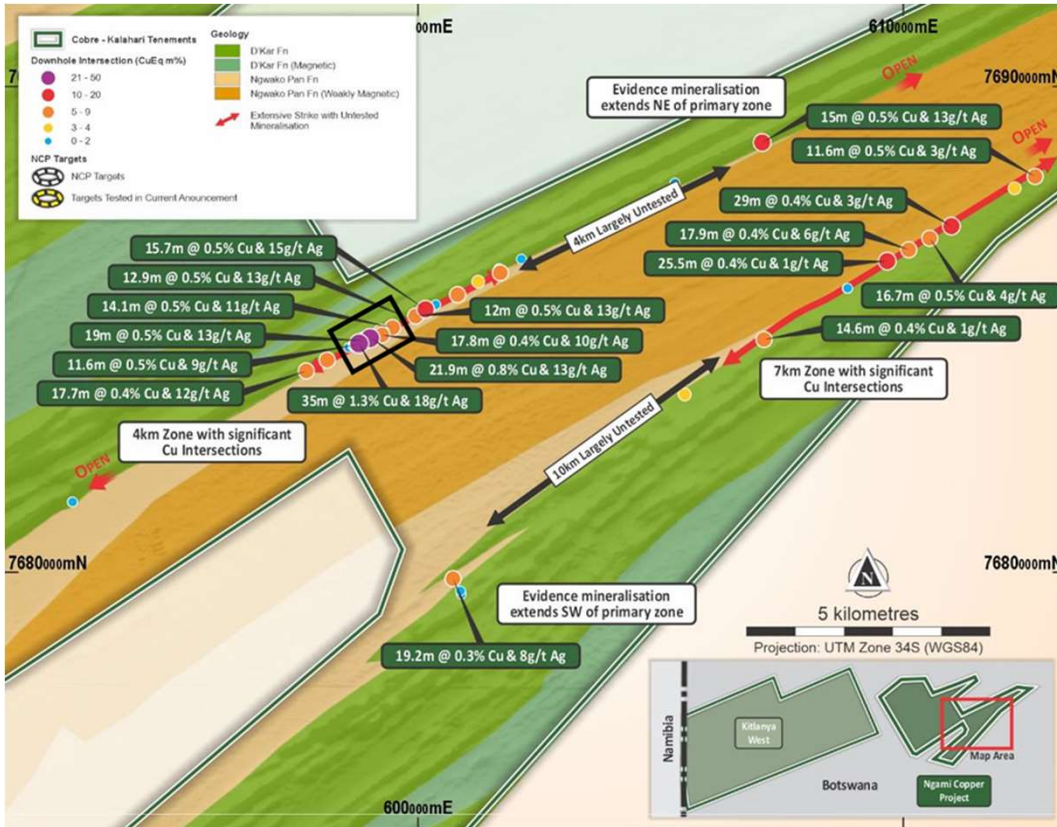 Cobre - Kalahari Tenements
Downhole Intersection (CuEq m%)
21 - 50
10 - 20
5 - 9
3 - 4
0 - 2
NCP Targets
NCP Targets
Targets Tested in Current Anouncement
Geology
D'Kar Fn
D'Kar Fn (Magnetic)
Ngwako Pan Fn
Ngwako Pan Fn (Weakly Magnetic)
Extensive Strike with Untested
Mineralisation
610000mE
7690000mN
OPEN
OPEN
Evidence mineralisation
extends NE of primary zone
15m @ 0.5% Cu & 13g/t Ag
11.6m @ 0.5% Cu & 3g/t Ag
4km Largely Untested
29m @ 0.4% Cu & 3g/t Ag
17.9m @ 0.4% Cu & 6g/t Ag
25.5m @ 0.4% Cu & 1g/t Ag
16.7m @ 0.5% Cu & 4g/t Ag
14.6m @ 0.4% Cu & 1g/t Ag
15.7m @ 0.5% Cu & 15g/t Ag
12.9m @ 0.5% Cu & 13g/t Ag
14.1m @ 0.5% Cu & 11g/t Ag
19m @ 0.5% Cu & 13g/t Ag
11.6m @ 0.5% Cu & 9g/t Ag
17.7m @ 0.4% Cu & 12g/t Ag
12m @ 0.5% Cu & 13g/t Ag
17.8m @ 0.4% Cu & 10g/t Ag
21.9m @ 0.8% Cu & 13g/t Ag
35m @ 1.3% Cu & 18g/t Ag
7km Zone with significant
Cu Intersections
4km Zone with significant
Cu Intersections
10km Largely Untested
OPEN
7680000mN
7680000mN
Evidence mineralisation
extends SW of primary zone
19.2m @ 0.3% Cu & 8g/t Ag
N
5 kilometres
Projection: UTM Zone 34S (WGS84)
600000mE
Namibia
Kitlanya
West
Botswana
Map Area
Ngami Copper
Project